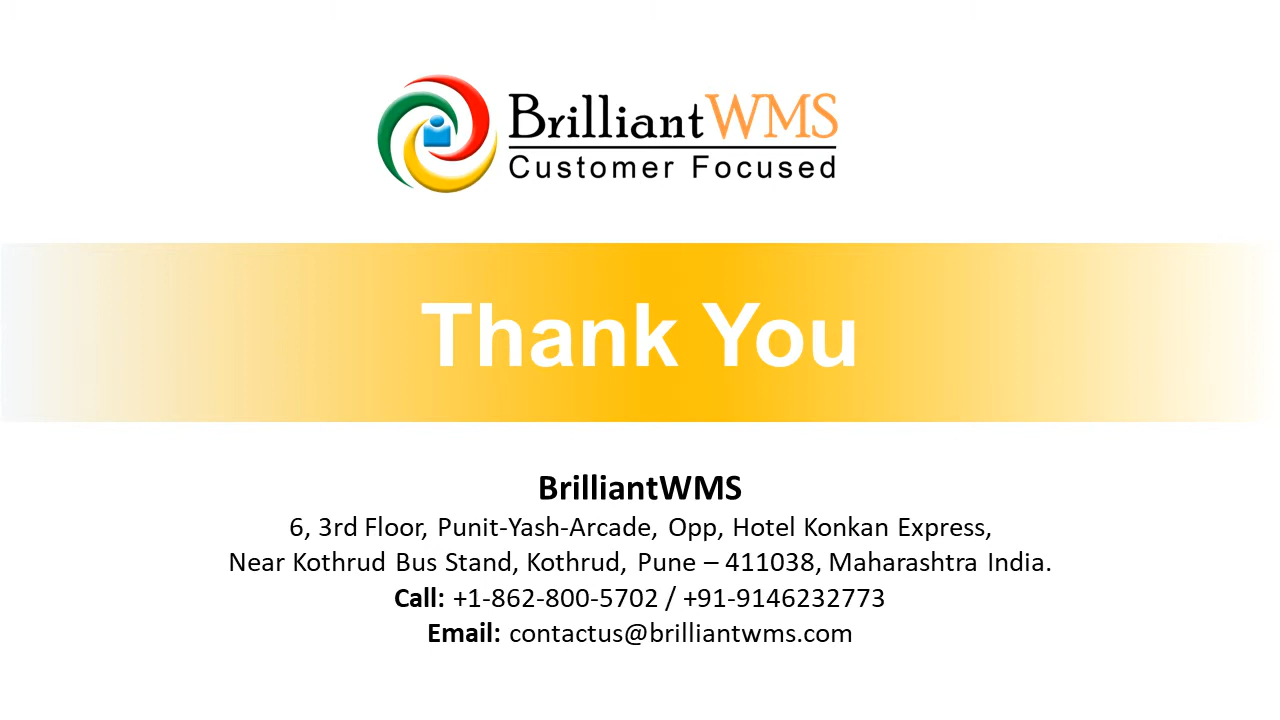 BrilliantWMS
Customer Focused
Thank You
BrilliantWMS
6, 3rd Floor, Punit-Yash-Arcade, Opp, Hotel Konkan Express,
Near Kothrud Bus Stand, Kothrud, Pune – 411038, Maharashtra India.
Call: +1-862-800-5702 / +91-9146232773
Email: contactus@brilliantwms.com